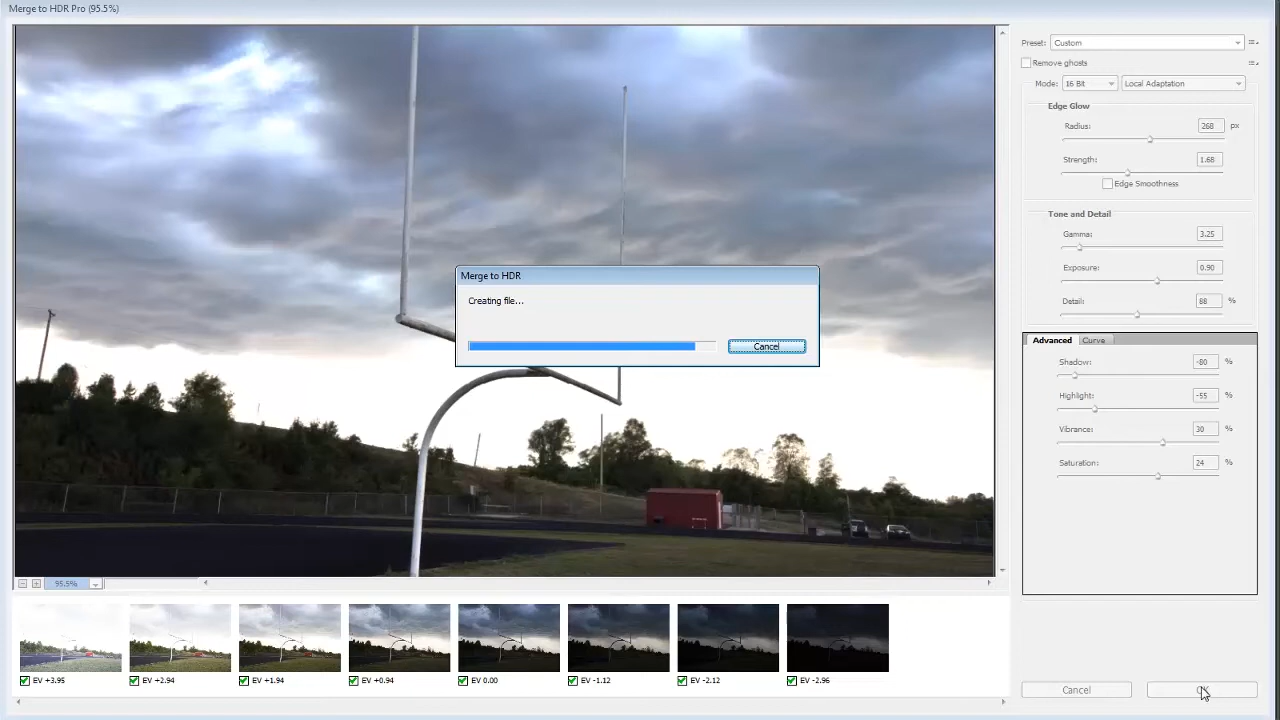 Merge to HDR Pro (95.5%)
Preset: Custom
Remove ghosts
Mode: 16 Bit Local Adaptation
Edge Glow
Radius: 268 px
Strength: 1.68
Edge Smoothness
Tone and Detail
Gamma: 3.25
Exposure: 0.90
Detail: 88 %
Advanced Curve
Shadow: -80 %
Highlight: -55 %
Vibrance: 30 %
Saturation: 24 %
Merge to HDR
Creating file...
Cancel
95.5%
EV +3.95 EV +2.94 EV +1.94 EV +0.94 EV 0.00 EV -1.12 EV -2.12 EV -2.96
Cancel OK